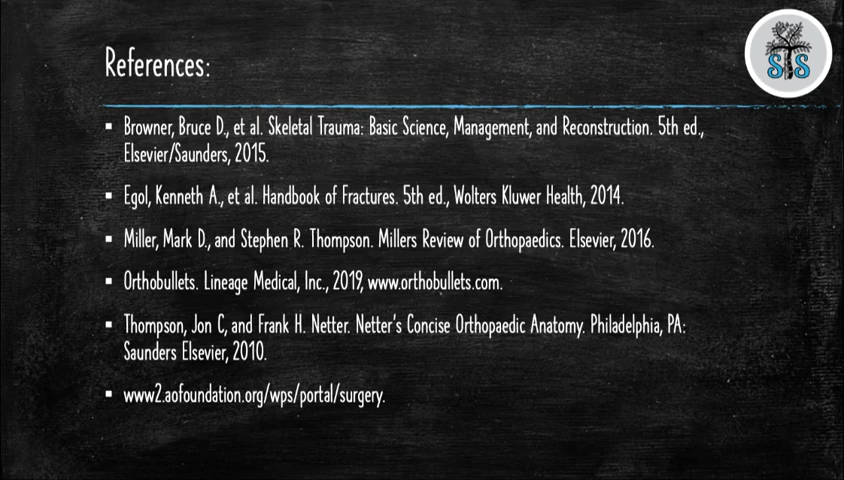 References:
STS
▪ Browner, Bruce D., et al. Skeletal Trauma: Basic Science, Management, and Reconstruction. 5th ed.,
Elsevier/Saunders, 2015.
▪ Egol, Kenneth A., et al. Handbook of Fractures. 5th ed., Wolters Kluwer Health, 2014.
▪ Miller, Mark D., and Stephen R. Thompson. Millers Review of Orthopaedics. Elsevier, 2016.
▪ Orthobullets. Lineage Medical, Inc., 2019, www.orthobullets.com.
▪ Thompson, Jon C, and Frank H. Netter. Netter's Concise Orthopaedic Anatomy. Philadelphia, PA:
Saunders Elsevier, 2010.
▪ www2.aofoundation.org/wps/portal/surgery.